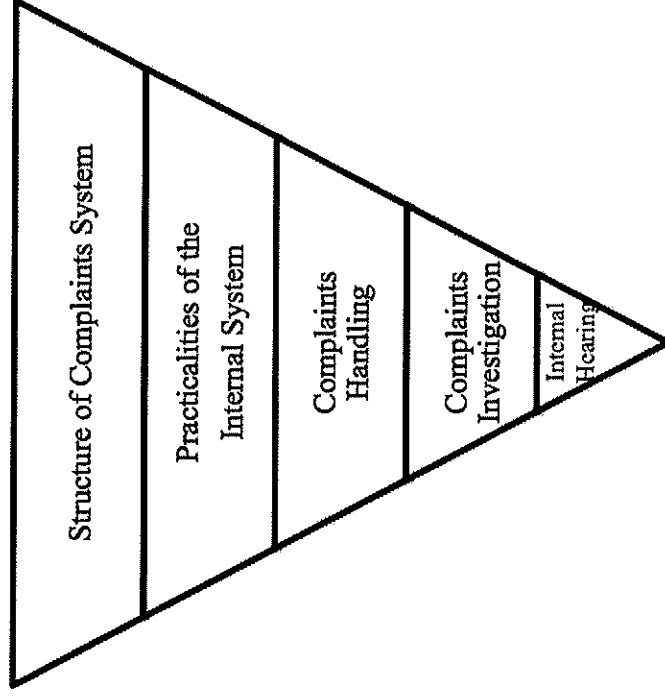 Structure of Complaints System
Practicalities of the
Internal System
Complaints
Handling
Complaints
Investigation
Internal
Hearing